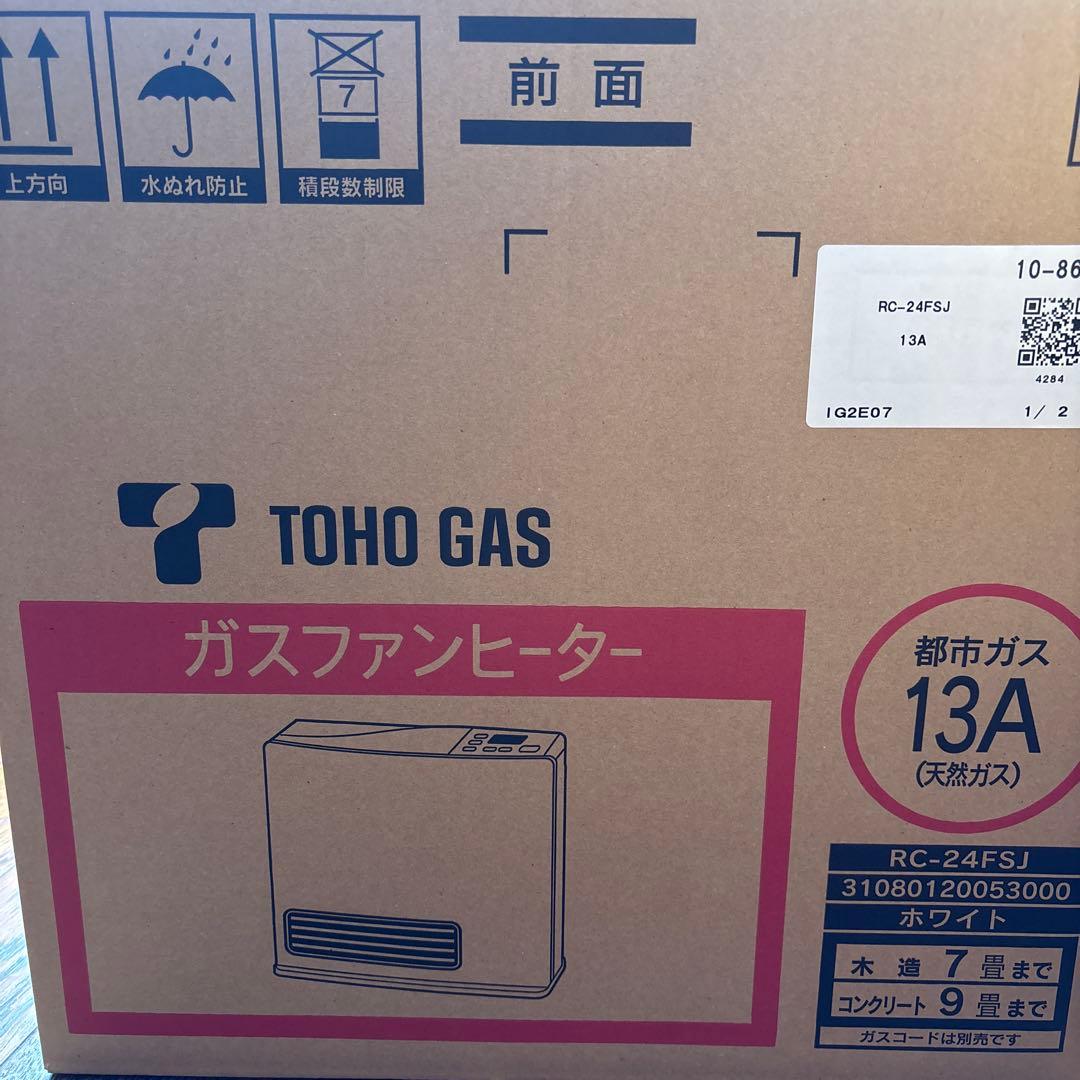 上方向
水ぬれ防止
7
積段数制限
前面
10-86
RC-24FSJ
13A
4284
IG2E07
1/ 2
TOHO GAS
ガスファンヒーター
都市ガス
13A
(天然ガス)
RC-24FSJ
31080120053000
ホワイト
木造 7畳まで
コンクリート 9畳まで
ガスコードは別売です